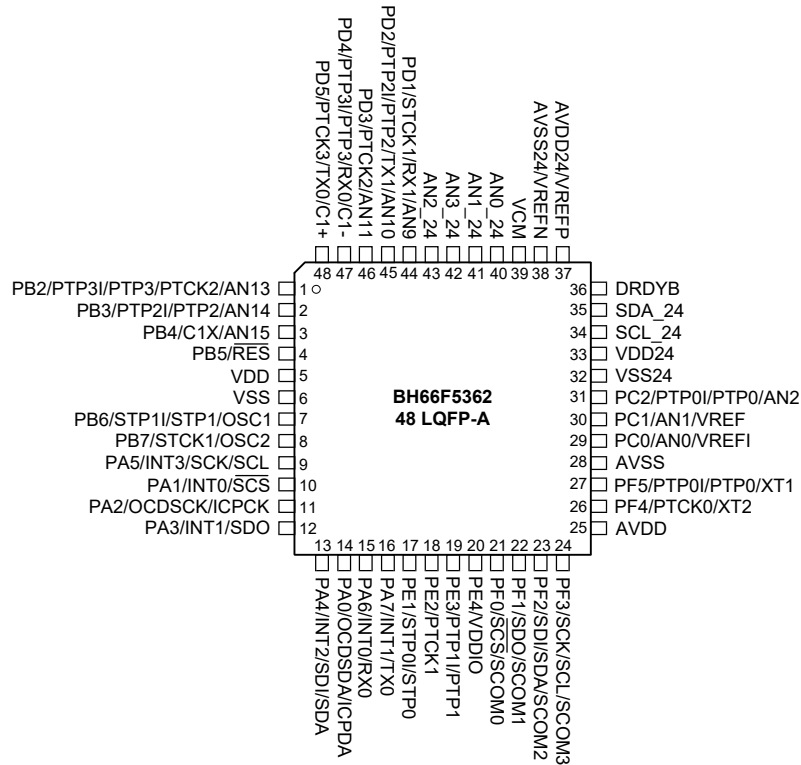 PD5/PTCK3/TX0/C1+
PD4/PTP3I/PTP3/RX0/C1-
PD3/PTCK2/AN11
PD2/PTP2I/PTP2/TX1/AN10
PD1/STCK1/RX1/AN9
AN2_24
AN3_24
AN1_24
AN0_24
VCM
AVSS24/VREFN
AVDD24/VREFP
48 47 46 45 44 43 42 41 40 39 38 37
PB2/PTP3I/PTP3/PTCK2/AN13 1
PB3/PTP2I/PTP2/AN14 2
PB4/C1X/AN15 3
PB5/RES 4
VDD 5
VSS 6
PB6/STP1I/STP1/OSC1 7
PB7/STCK1/OSC2 8
PA5/INT3/SCK/SCL 9
PA1/INT0/SCS 10
PA2/OCDSCK/ICPCK 11
PA3/INT1/SDO 12
BH66F5362
48 LQFP-A
36 DRDYB
35 SDA_24
34 SCL_24
33 VDD24
32 VSS24
31 PC2/PTP0I/PTP0/AN2
30 PC1/AN1/VREF
29 PC0/AN0/VREFI
28 AVSS
27 PF5/PTP0I/PTP0/XT1
26 PF4/PTCK0/XT2
25 AVDD
13 14 15 16 17 18 19 20 21 22 23 24
PA4/INT2/SDI/SDA
PA0/OCDSDA/ICPDA
PA6/INT0/RX0
PA7/INT1/TX0
PE1/STP0I/STP0
PE2/PTCK1
PE3/PTP1I/PTP1
PE4/VDDIO
PF0/SCS/SCOM0
PF1/SDO/SCOM1
PF2/SDI/SDA/SCOM2
PF3/SCK/SCL/SCOM3